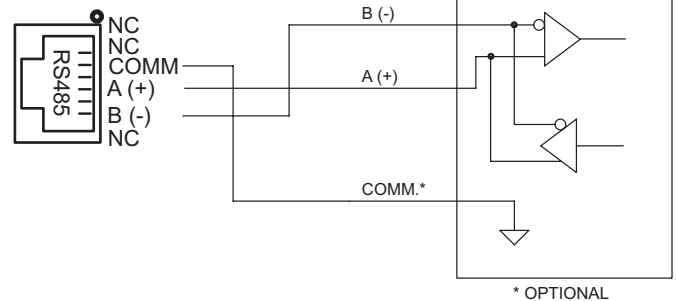 B (-)
NC
NC
COMM
A (+)
B (-)
NC
RS485
A (+)
COMM.*
* OPTIONAL